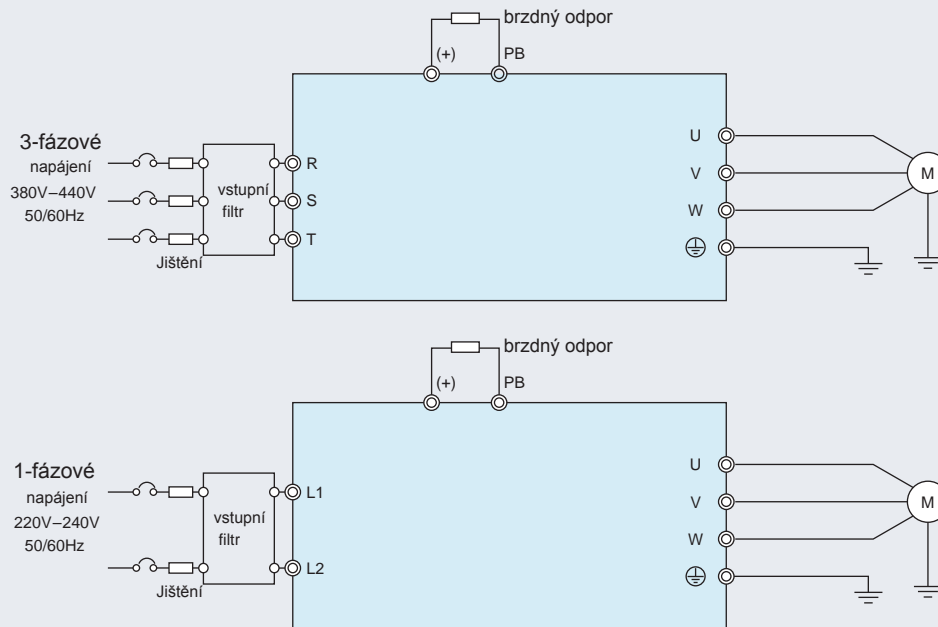 brzdný odpor
(+) PB
3-fázové
napájení
380V–440V
50/60Hz
Jištění
vstupní
filtr
R
S
T
U
V
W
M
brzdný odpor
(+) PB
1-fázové
napájení
220V–240V
50/60Hz
Jištění
vstupní
filtr
L1
L2
U
V
W
M